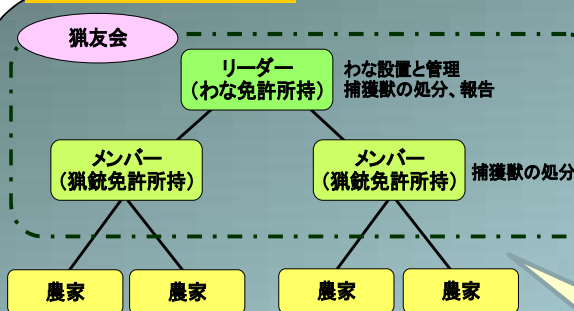 猟友会
リーダー
（わな免許所持）
わな設置と管理
捕獲獣の処分、報告
メンバー
（猟銃免許所持）
メンバー
（猟銃免許所持）
捕獲獣の処分
農家
農家
農家
農家